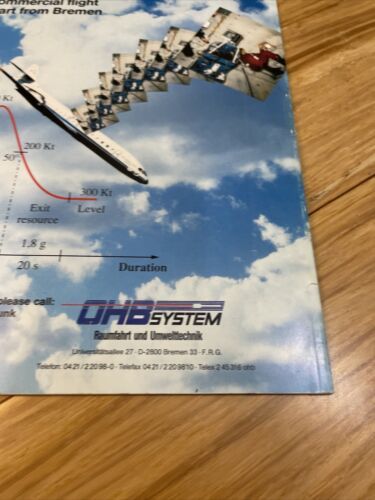 commercial flight
art from Bremen
Kt
200 Kt
50°
300 Kt
Exit
Level
resource
1.8 g
20 s
Duration
please call:
unk
OHB SYSTEM
Raumfahrt und Umwelttechnik
Universitätsallee 27 · D-2800 Bremen 33 · F.R.G.
Telefon: 04 21 / 2 20 98-0 · Telefax 04 21 / 2 20 98 10 · Telex 2 45 316 ohb